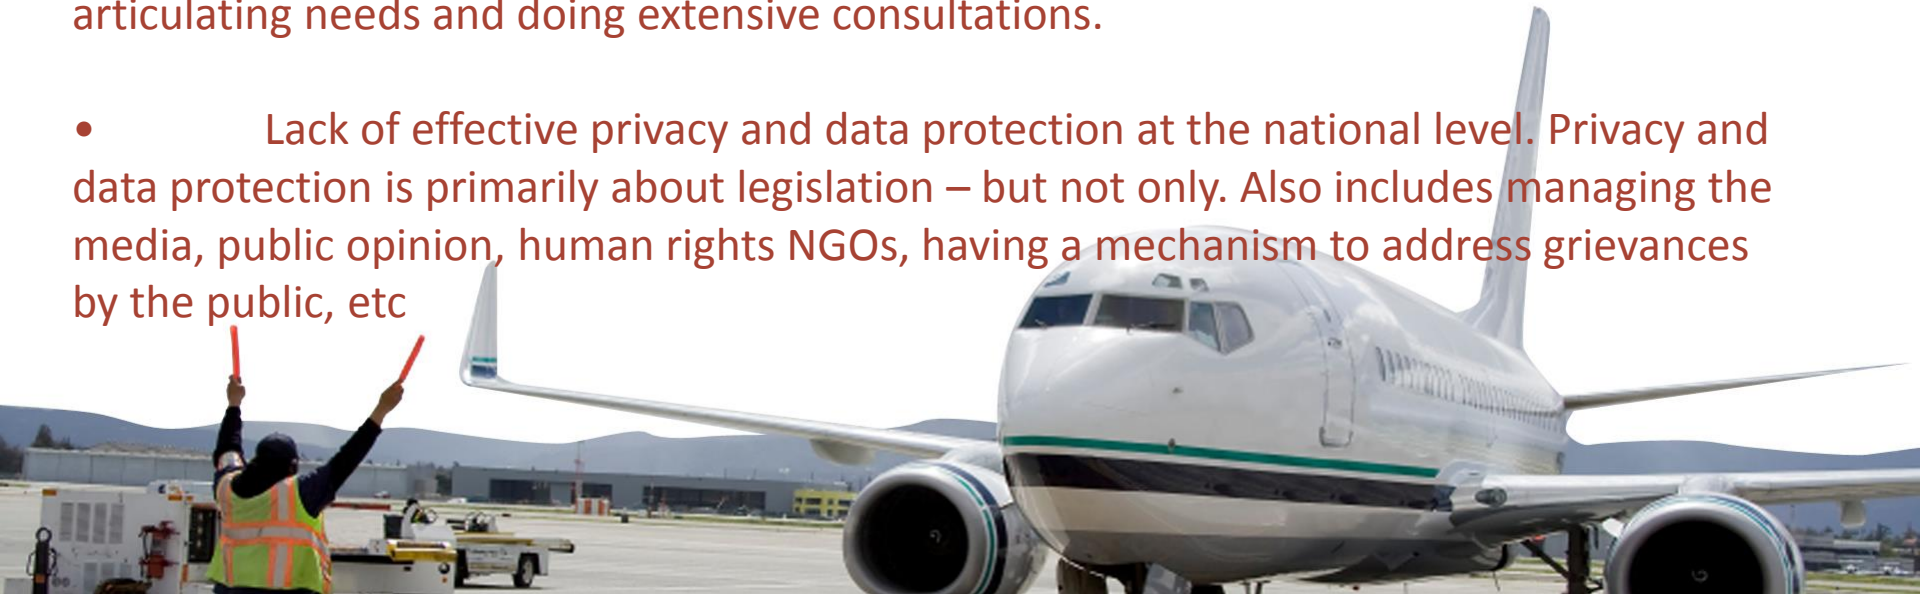 articulating needs and doing extensive consultations.
• Lack of effective privacy and data protection at the national level. Privacy and
data protection is primarily about legislation – but not only. Also includes managing the
media, public opinion, human rights NGOs, having a mechanism to address grievances
by the public, etc